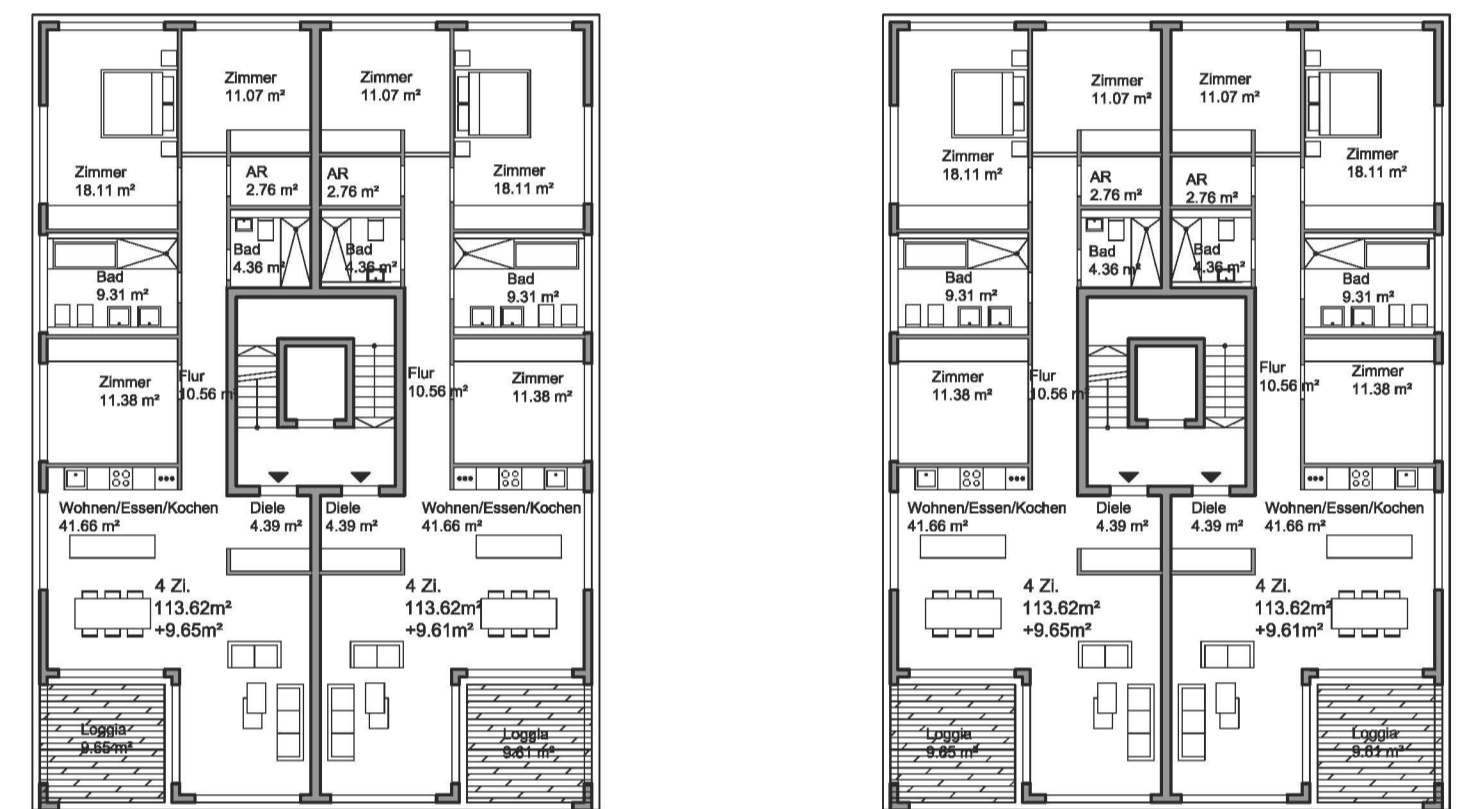 Zimmer
11.07 m²
Zimmer
11.07 m²
Zimmer
18.11 m²
AR
2.76 m²
AR
2.76 m²
Zimmer
18.11 m²
Bad
4.36 m²
Bad
4.36 m²
Bad
9.31 m²
Bad
9.31 m²
Zimmer
11.38 m²
Flur
10.56 m²
Flur
10.56 m²
Zimmer
11.38 m²
Wohnen/Essen/Kochen
41.66 m²
Diele
4.39 m²
Diele
4.39 m²
Wohnen/Essen/Kochen
41.66 m²
4 Zi.
113.62m²
+9.65m²
4 Zi.
113.62m²
+9.61m²
Loggia
9.65 m²
Loggia
9.61 m²
Zimmer
11.07 m²
Zimmer
11.07 m²
Zimmer
18.11 m²
AR
2.76 m²
AR
2.76 m²
Zimmer
18.11 m²
Bad
4.36 m²
Bad
4.36 m²
Bad
9.31 m²
Bad
9.31 m²
Zimmer
11.38 m²
Flur
10.56 m²
Flur
10.56 m²
Zimmer
11.38 m²
Wohnen/Essen/Kochen
41.66 m²
Diele
4.39 m²
Diele
4.39 m²
Wohnen/Essen/Kochen
41.66 m²
4 Zi.
113.62m²
+9.65m²
4 Zi.
113.62m²
+9.61m²
Loggia
9.65 m²
Loggia
9.61 m²